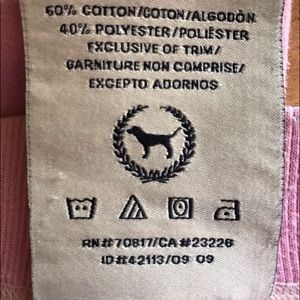 60% COTTON/COTON/ALGODÓN
40% POLYESTER/POLIÉSTER
EXCLUSIVE OF TRIM/
GARNITURE NON COMPRISE/
EXCEPTO ADORNOS
RN#70817/CA#23226
ID#42113/09 09